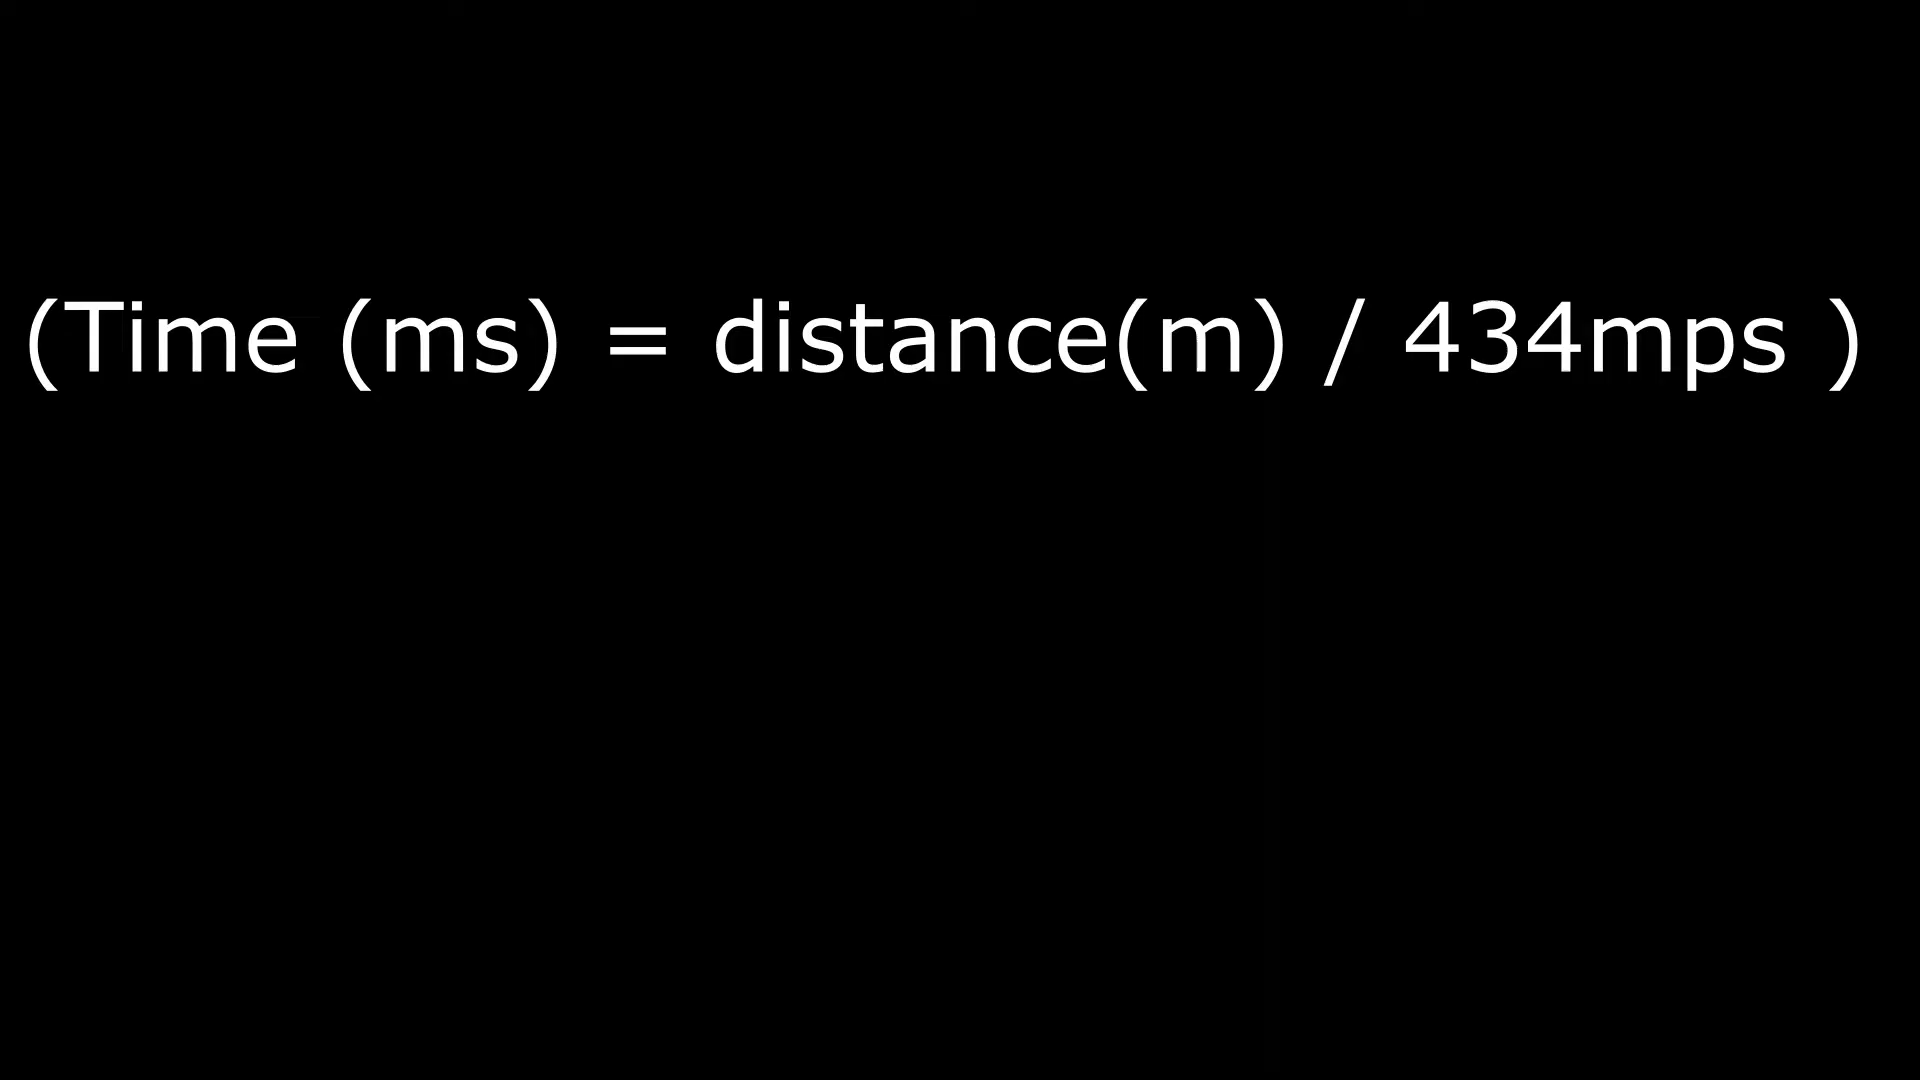 (Time (ms) = distance(m) / 434mps )